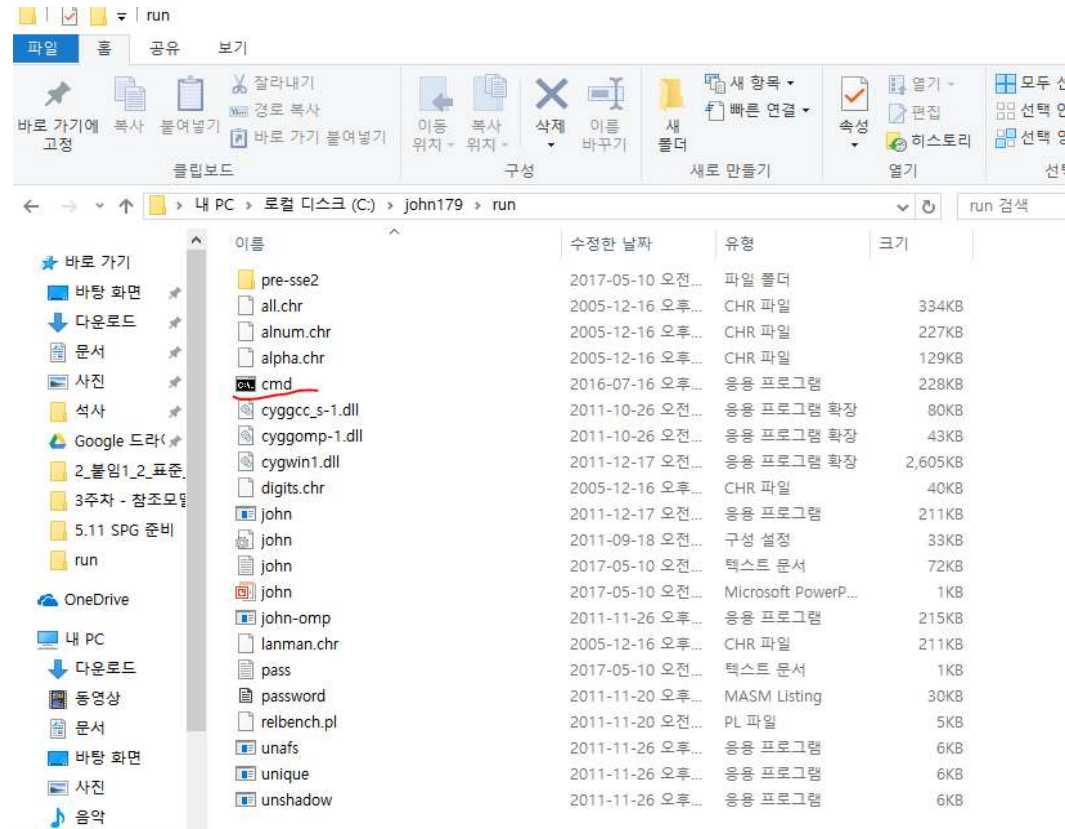 run
파일 홈 공유 보기
바로 가기에 고정
복사
붙여넣기
잘라내기
경로 복사
바로 가기 붙여넣기
클립보드
이동 위치
복사 위치
삭제
이름 바꾸기
구성
새 폴더
새 항목
빠른 연결
새로 만들기
속성
열기
편집
히스토리
열기
모두
선택
선택
내 PC > 로컬 디스크 (C:) > john179 > run
run 검색
바로 가기
바탕 화면
다운로드
문서
사진
석사
Google 드라
2_붙임1_2_표준_
3주차 - 참조모델
5.11 SPG 준비
run
OneDrive
내 PC
다운로드
동영상
문서
바탕 화면
사진
음악
이름 수정한 날짜 유형 크기
pre-sse2 2017-05-10 오전... 파일 폴더
all.chr 2005-12-16 오후... CHR 파일 334KB
alnum.chr 2005-12-16 오후... CHR 파일 227KB
alpha.chr 2005-12-16 오후... CHR 파일 129KB
cmd 2016-07-16 오후... 응용 프로그램 228KB
cyggcc_s-1.dll 2011-10-26 오전... 응용 프로그램 확장 80KB
cyggomp-1.dll 2011-10-26 오전... 응용 프로그램 확장 43KB
cygwin1.dll 2011-12-17 오전... 응용 프로그램 확장 2,605KB
digits.chr 2005-12-16 오후... CHR 파일 40KB
john 2011-12-17 오전... 응용 프로그램 211KB
john 2011-09-18 오전... 구성 설정 33KB
john 2017-05-10 오전... 텍스트 문서 72KB
john 2017-05-10 오전... Microsoft PowerP... 1KB
john-omp 2011-11-26 오후... 응용 프로그램 215KB
lanman.chr 2005-12-16 오후... CHR 파일 211KB
pass 2017-05-10 오전... 텍스트 문서 1KB
password 2011-11-20 오후... MASM Listing 30KB
relbench.pl 2011-11-20 오전... PL 파일 5KB
unafs 2011-11-26 오후... 응용 프로그램 6KB
unique 2011-11-26 오후... 응용 프로그램 6KB
unshadow 2011-11-26 오후... 응용 프로그램 6KB